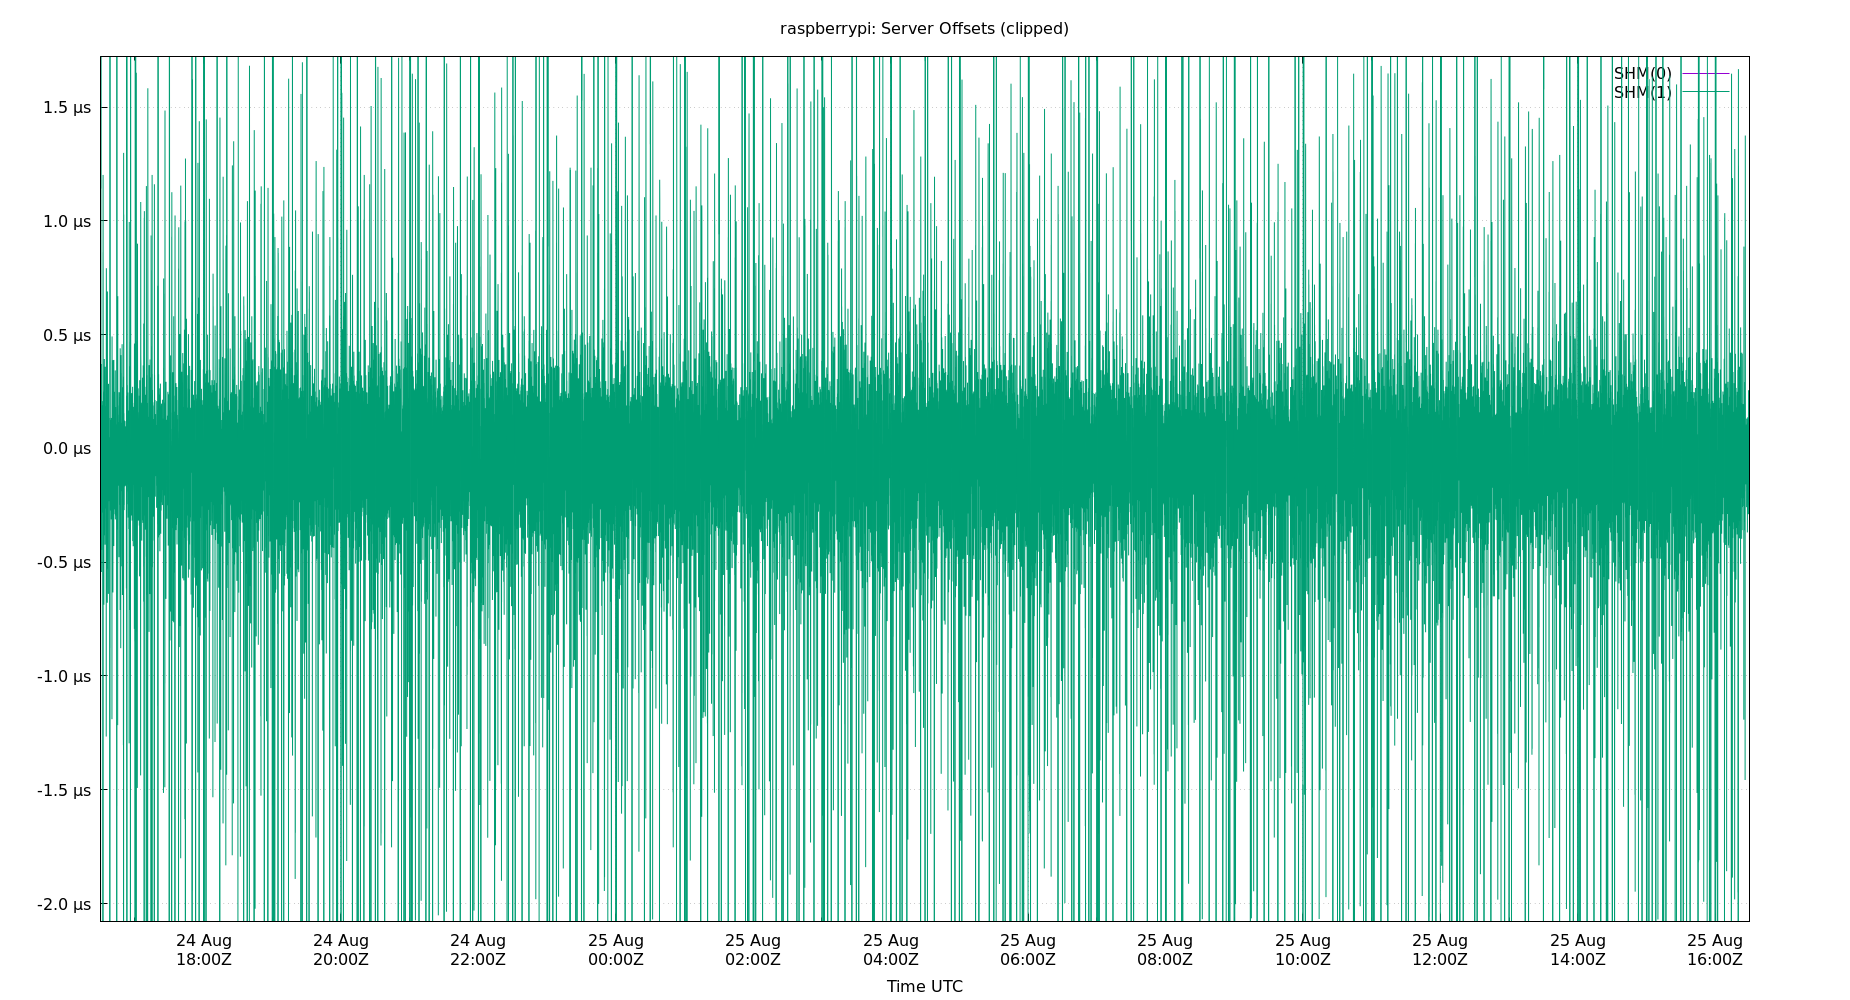 raspberrypi: Server Offsets (clipped)
SHM(0)
SHM(1)
1.5 µs
1.0 µs
0.5 µs
0.0 µs
-0.5 µs
-1.0 µs
-1.5 µs
-2.0 µs
24 Aug 24 Aug 24 Aug 25 Aug 25 Aug 25 Aug 25 Aug 25 Aug 25 Aug 25 Aug 25 Aug 25 Aug
18:00Z 20:00Z 22:00Z 00:00Z 02:00Z 04:00Z 06:00Z 08:00Z 10:00Z 12:00Z 14:00Z 16:00Z
Time UTC